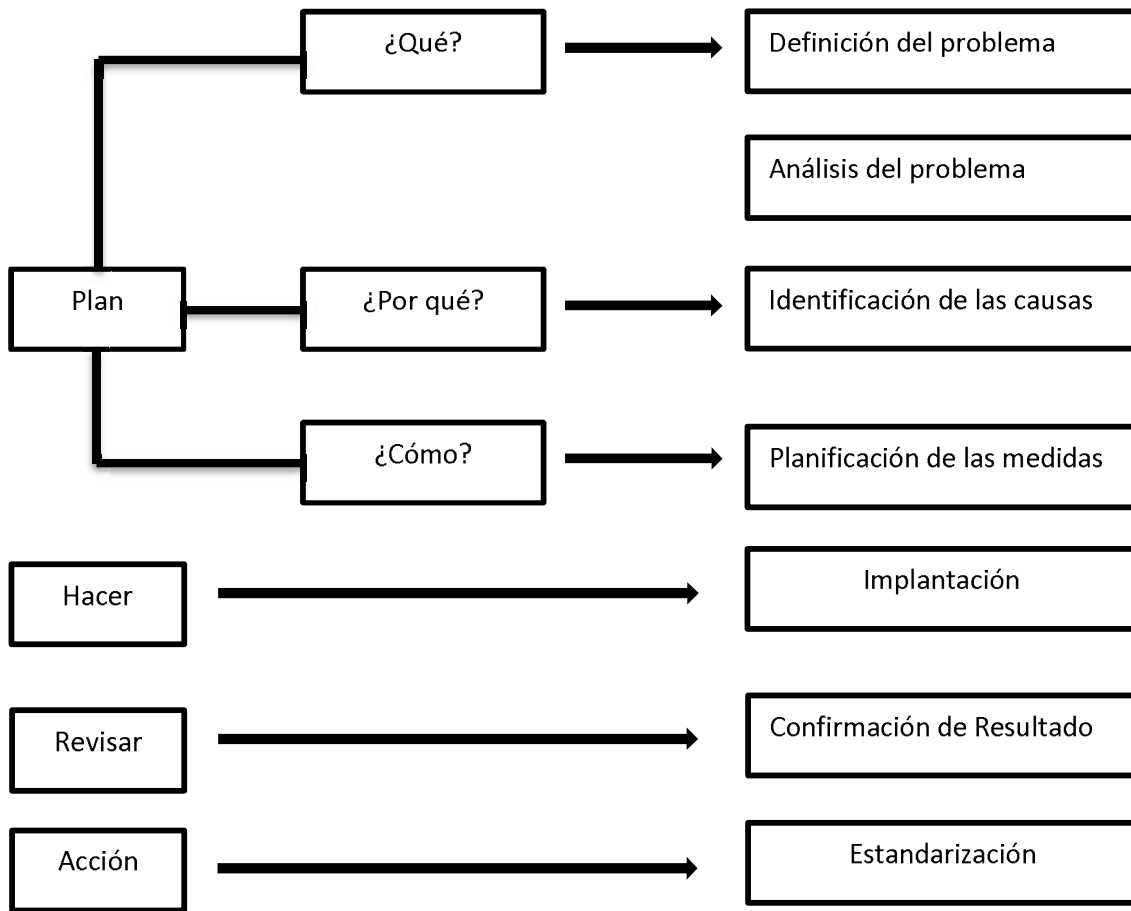 ¿Qué?
Definición del problema
Análisis del problema
Plan
¿Por qué?
Identificación de las causas
¿Cómo?
Planificación de las medidas
Hacer
Implantación
Revisar
Confirmación de Resultado
Acción
Estandarización